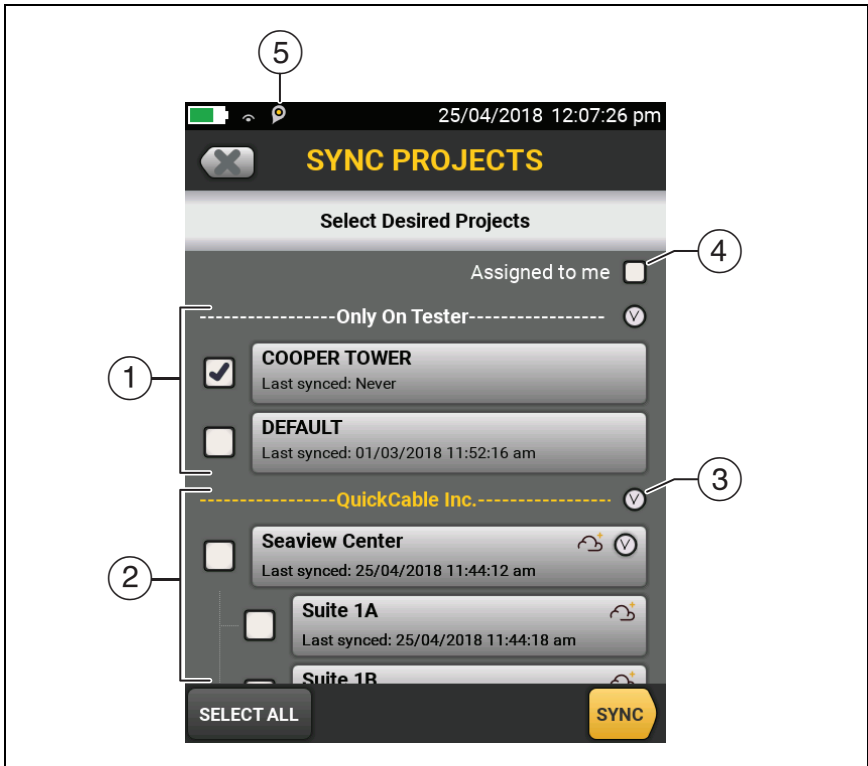 5
25/04/2018 12:07:26 pm
SYNC PROJECTS
Select Desired Projects
Assigned to me
4
Only On Tester
1
COOPER TOWER
Last synced: Never
DEFAULT
Last synced: 01/03/2018 11:52:16 am
3
QuickCable Inc.
2
Seaview Center
Last synced: 25/04/2018 11:44:12 am
Suite 1A
Last synced: 25/04/2018 11:44:18 am
Suite 1B
SELECT ALL
SYNC